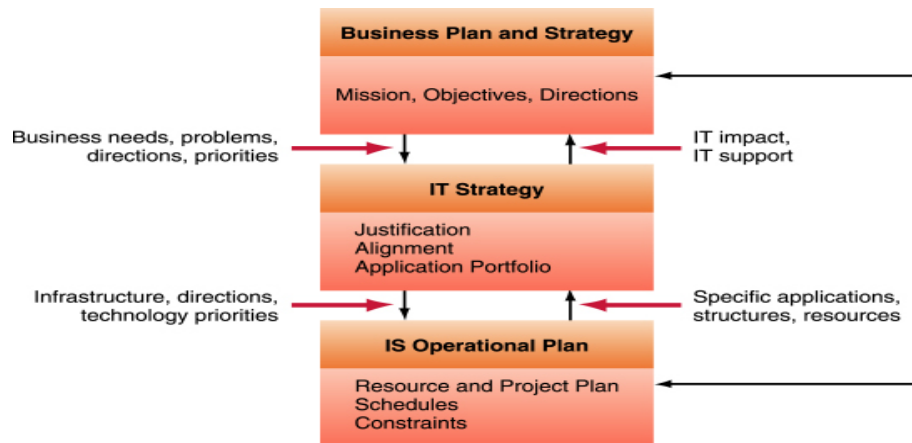 Business Plan and Strategy
Mission, Objectives, Directions
Business needs, problems,
directions, priorities
IT impact,
IT support
IT Strategy
Justification
Alignment
Application Portfolio
Infrastructure, directions,
technology priorities
Specific applications,
structures, resources
IS Operational Plan
Resource and Project Plan
Schedules
Constraints